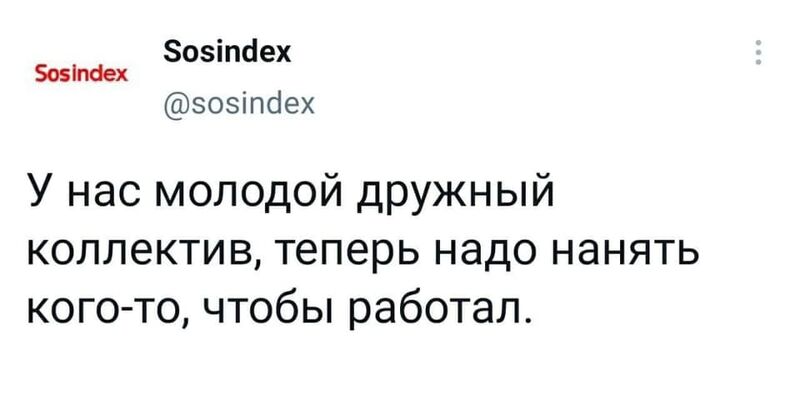 Sosindex
Sosindex
@sosindex
У нас молодой дружный
коллектив, теперь надо нанять
кого-то, чтобы работал.